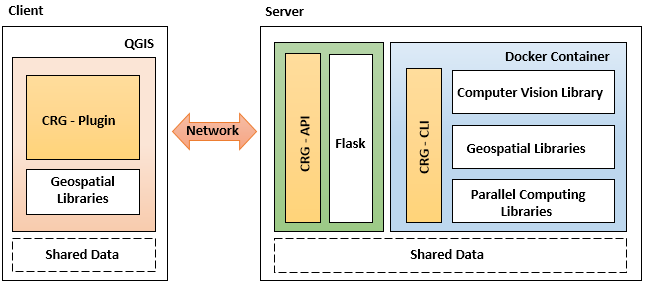 Client
Server
QGIS
CRG - Plugin
Geospatial
Libraries
Shared Data
Network
CRG - API
Flask
Docker Container
CRG - CLI
Computer Vision Library
Geospatial Libraries
Parallel Computing
Libraries
Shared Data